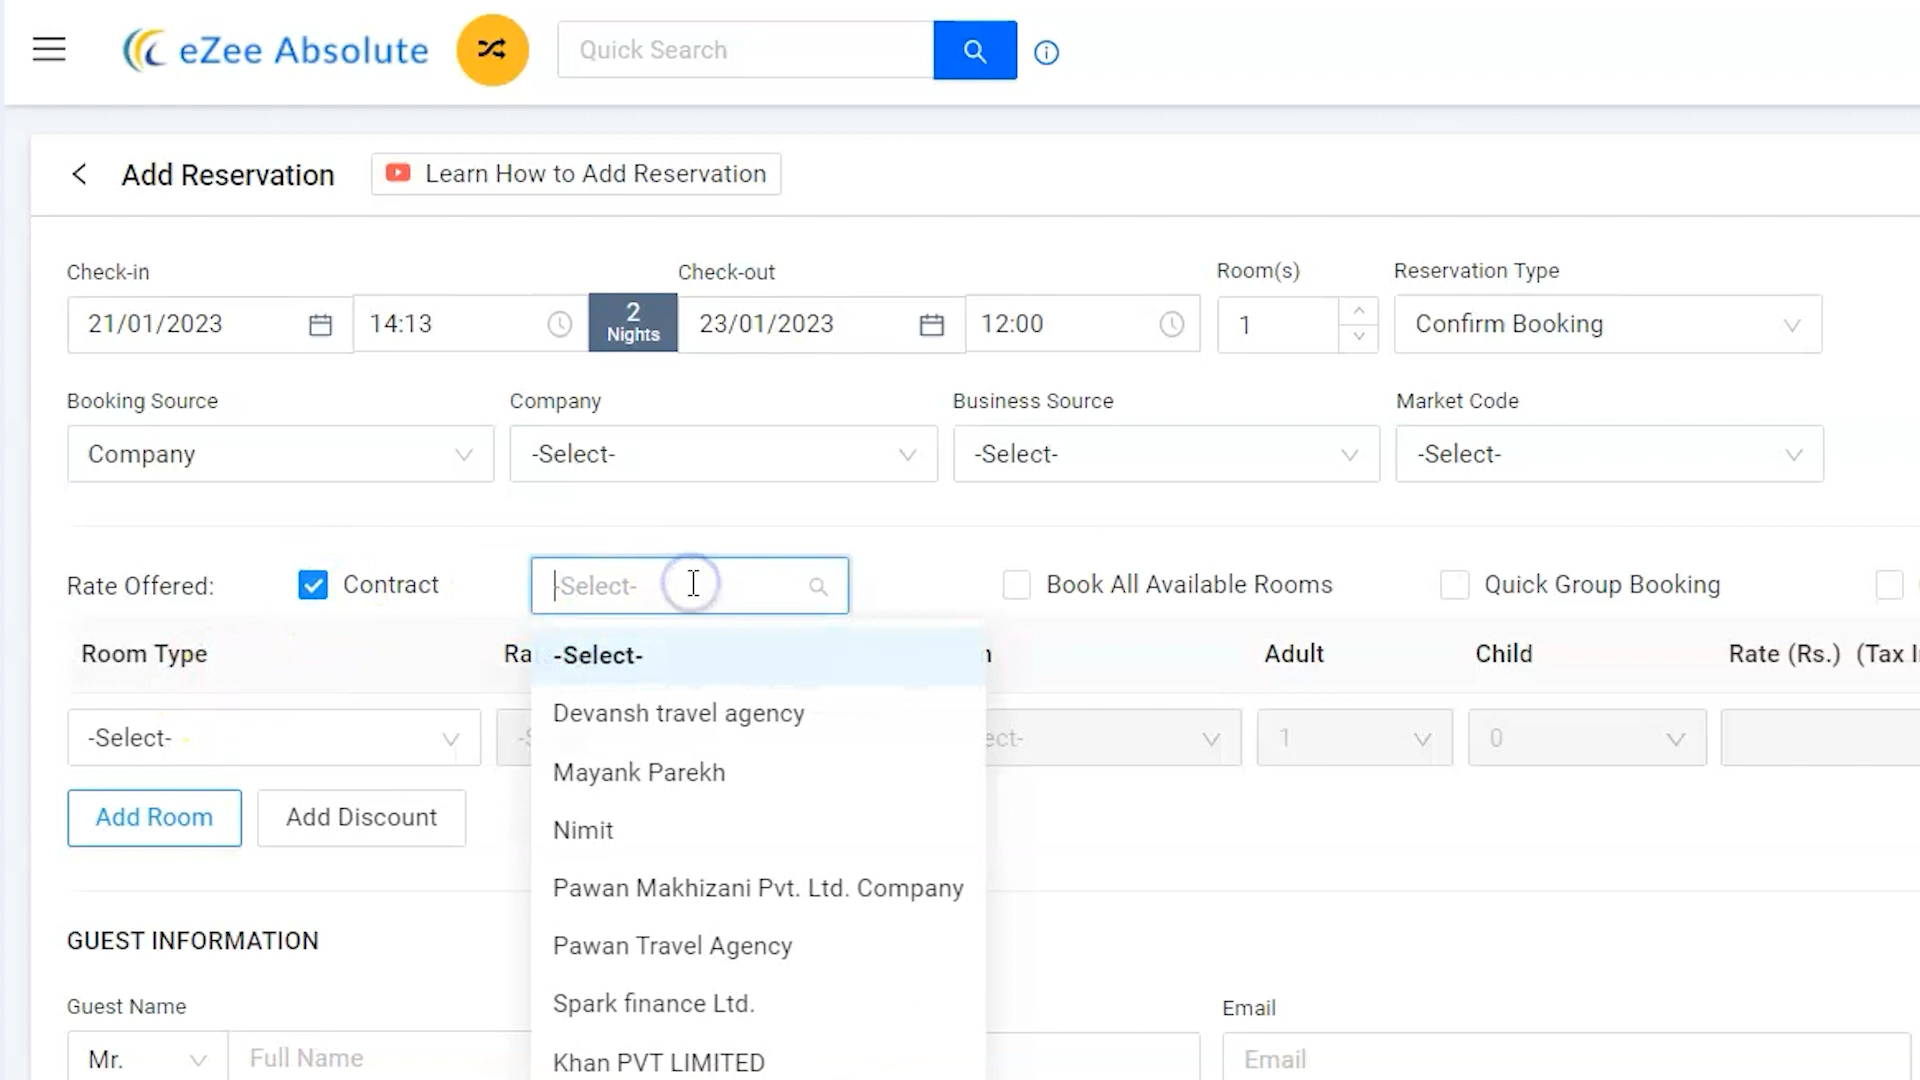 eZee Absolute
Quick Search
Add Reservation
Learn How to Add Reservation
Check-in
Check-out
Room(s)
Reservation Type
21/01/2023
14:13
2
Nights
23/01/2023
12:00
1
Confirm Booking
Booking Source
Company
Business Source
Market Code
Company
-Select-
-Select-
-Select-
Rate Offered:
Contract
-Select-
Book All Available Rooms
Quick Group Booking
Room Type
Ra
-Select-
Adult
Child
Rate (Rs.) (Tax I
Devansh travel agency
-Select-
1
0
Mayank Parekh
Add Room
Add Discount
Nimit
Pawan Makhizani Pvt. Ltd. Company
GUEST INFORMATION
Pawan Travel Agency
Guest Name
Spark finance Ltd.
Email
Mr.
Full Name
Khan PVT LIMITED
Email